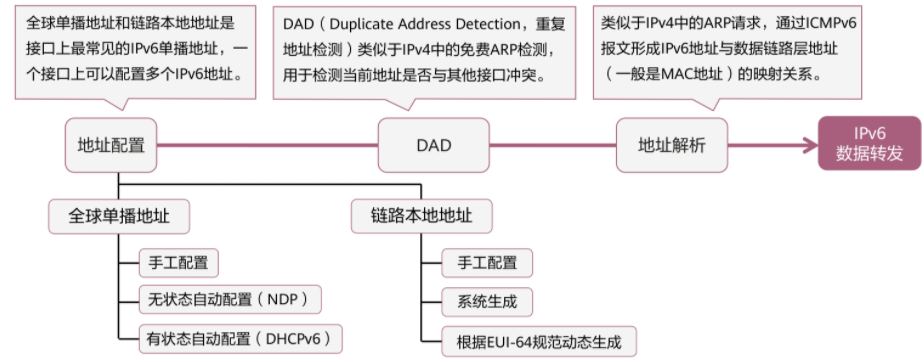 全球单播地址和链路本地地址是
接口上最常见的IPv6单播地址，一
个接口上可以配置多个IPv6地址。
DAD（Duplicate Address Detection，重复
地址检测）类似于IPv4中的免费ARP检测，
用于检测当前地址是否与其他接口冲突。
类似于IPv4中的ARP请求，通过ICMPv6
报文形成IPv6地址与数据链路层地址
（一般是MAC地址）的映射关系。
地址配置
DAD
地址解析
IPv6
数据转发
全球单播地址
链路本地地址
手工配置
手工配置
无状态自动配置（NDP）
系统生成
有状态自动配置（DHCPv6）
根据EUI-64规范动态生成